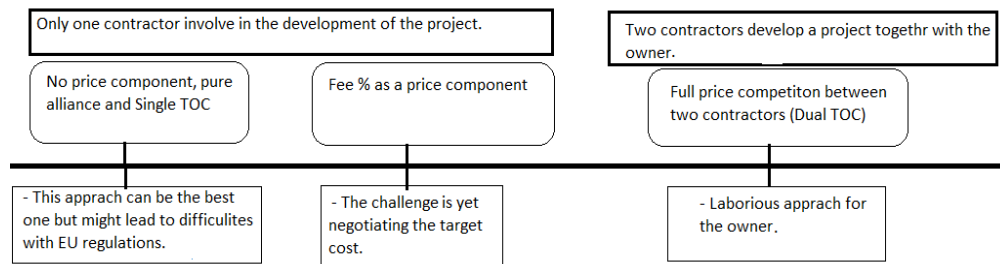 Only one contractor involve in the development of the project.
Two contractors develop a project togethr with the
owner.
No price component, pure
alliance and Single TOC
Fee % as a price component
Full price competiton between
two contractors (Dual TOC)
- This apprach can be the best
one but might lead to difficulites
with EU regulations.
- The challenge is yet
negotiating the target
cost.
- Laborious apprach for
the owner.